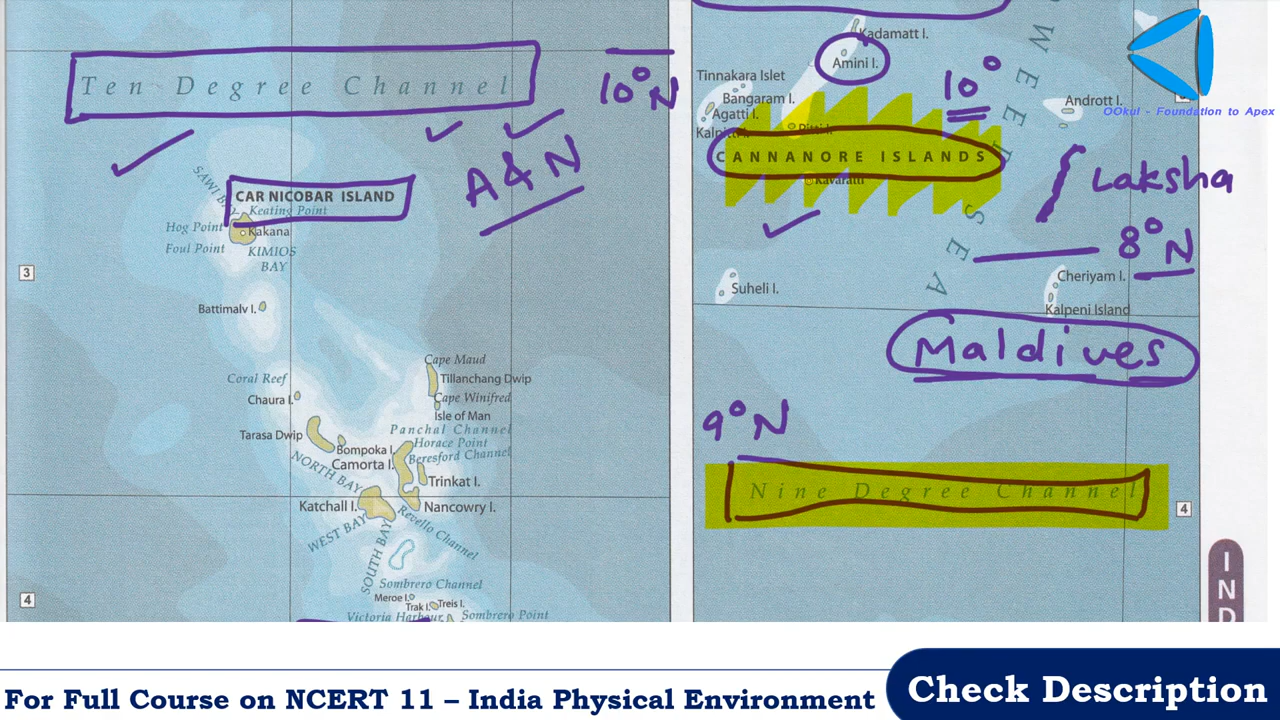 Ten Degree Channel
10°N
A & N
SAWI BAY
CAR NICOBAR ISLAND
Keating Point
Hog Point
Kakana
Foul Point
KIMIOS
BAY
3
Battimalv I.
Cape Maud
Coral Reef
Tillanchang Dwip
Chaura I.
Cape Winifred
Isle of Man
Panchal Channel
Tarasa Dwip
Horace Point
Bompoka I.
Beresford Channel
NORTH BAY
Camorta I.
Trinkat I.
Katchall I.
Nancowry I.
WEST BAY
Revello Channel
SOUTH BAY
Sombrero Channel
4
Meroe I.
Trak I.
Treis I.
Victoria Harbour
Sombrero Point
Kadamatt I.
Amini I.
Tinnakara Islet
10°
Bangaram I.
Andrott I.
Agatti I.
OOkul - Foundation to Apex
Pitti I.
CANNANORE ISLANDS
Kavaratti
Laksha
SEA
8°N
Cheriyam I.
Suheli I.
Kalpeni Island
Maldives
9°N
Nine Degree Channel
4
IND
For Full Course on NCERT 11 – India Physical Environment
Check Description